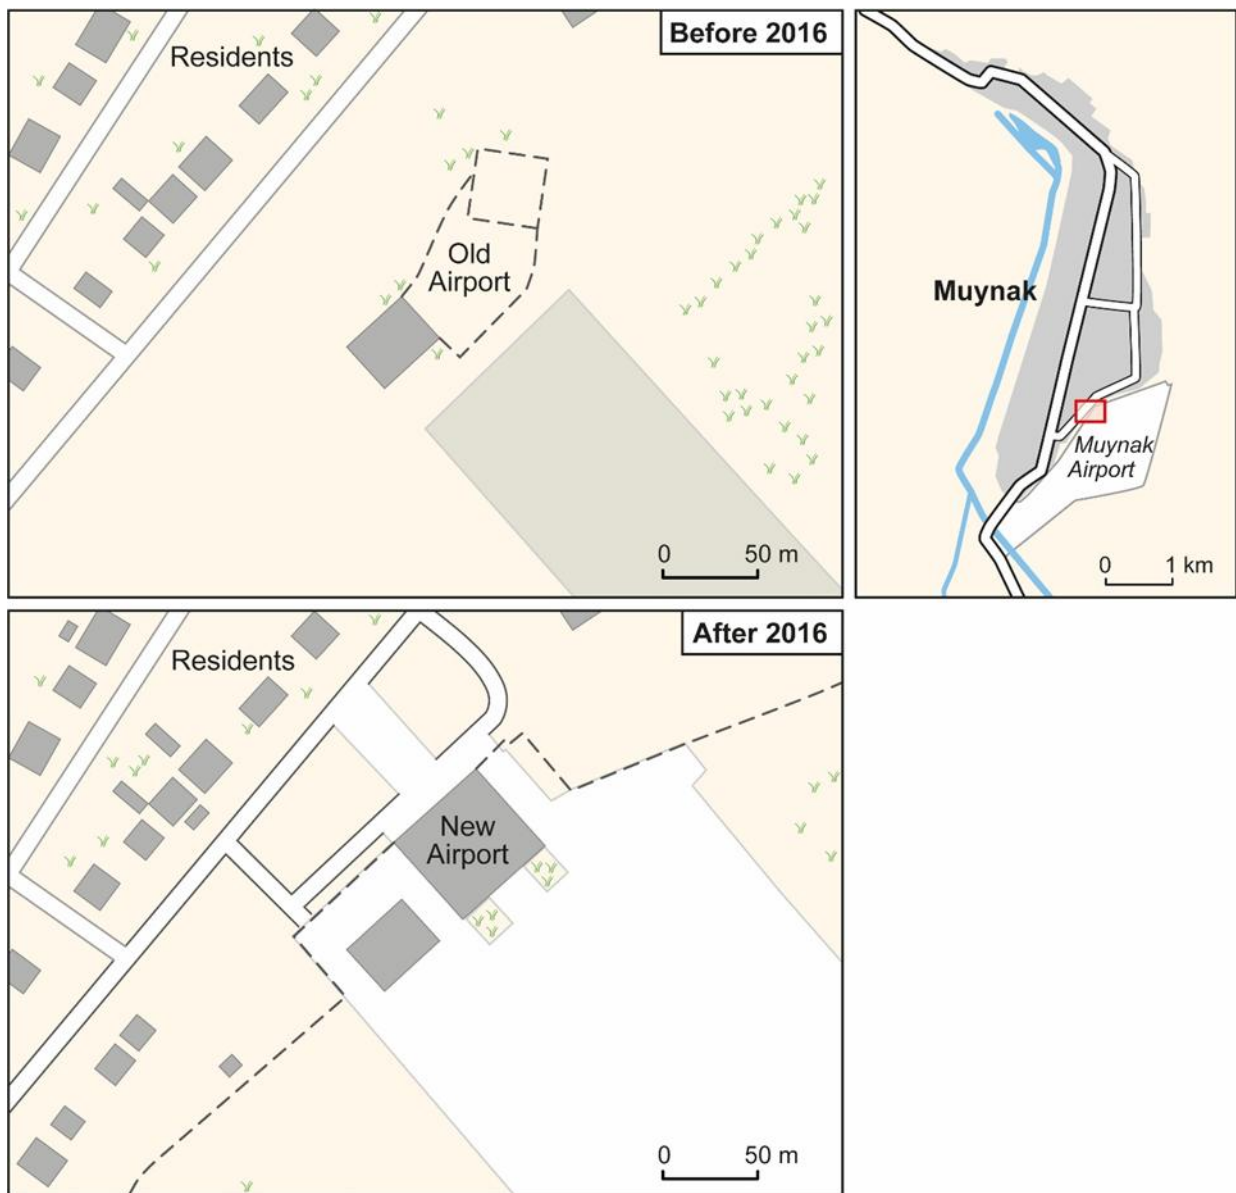 Before 2016
Residents
Old
Airport
0 50 m
Muynak
Muynak
Airport
0 1 km
After 2016
Residents
New
Airport
0 50 m